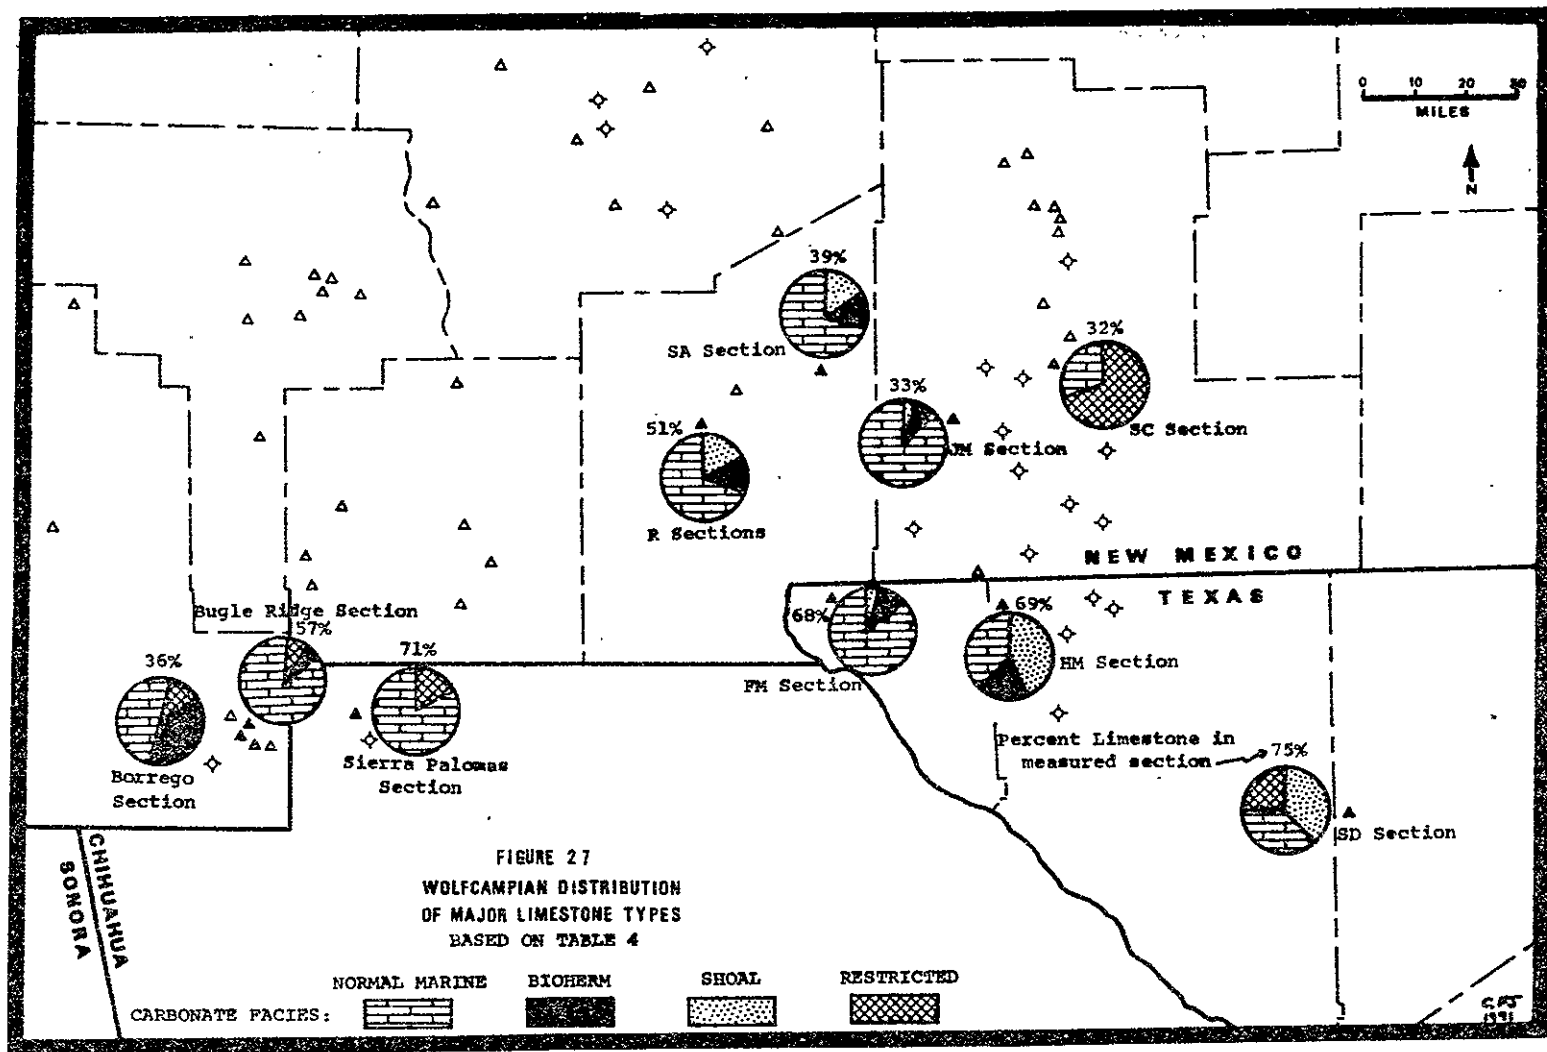 0 10 20 30
MILES
N
39%
SA Section
32%
SC Section
33%
JM Section
51%
R Sections
NEW MEXICO
TEXAS
Bugle Ridge Section
57%
68%
FM Section
69%
HM Section
36%
Borrego
Section
71%
Sierra Palomas
Section
Percent Limestone in
measured section
75%
SD Section
CHIHUAHUA
SONORA
FIGURE 27
WOLFCAMPIAN DISTRIBUTION
OF MAJOR LIMESTONE TYPES
BASED ON TABLE 4
CARBONATE FACIES:
NORMAL MARINE
BIOHERM
SHOAL
RESTRICTED
1991